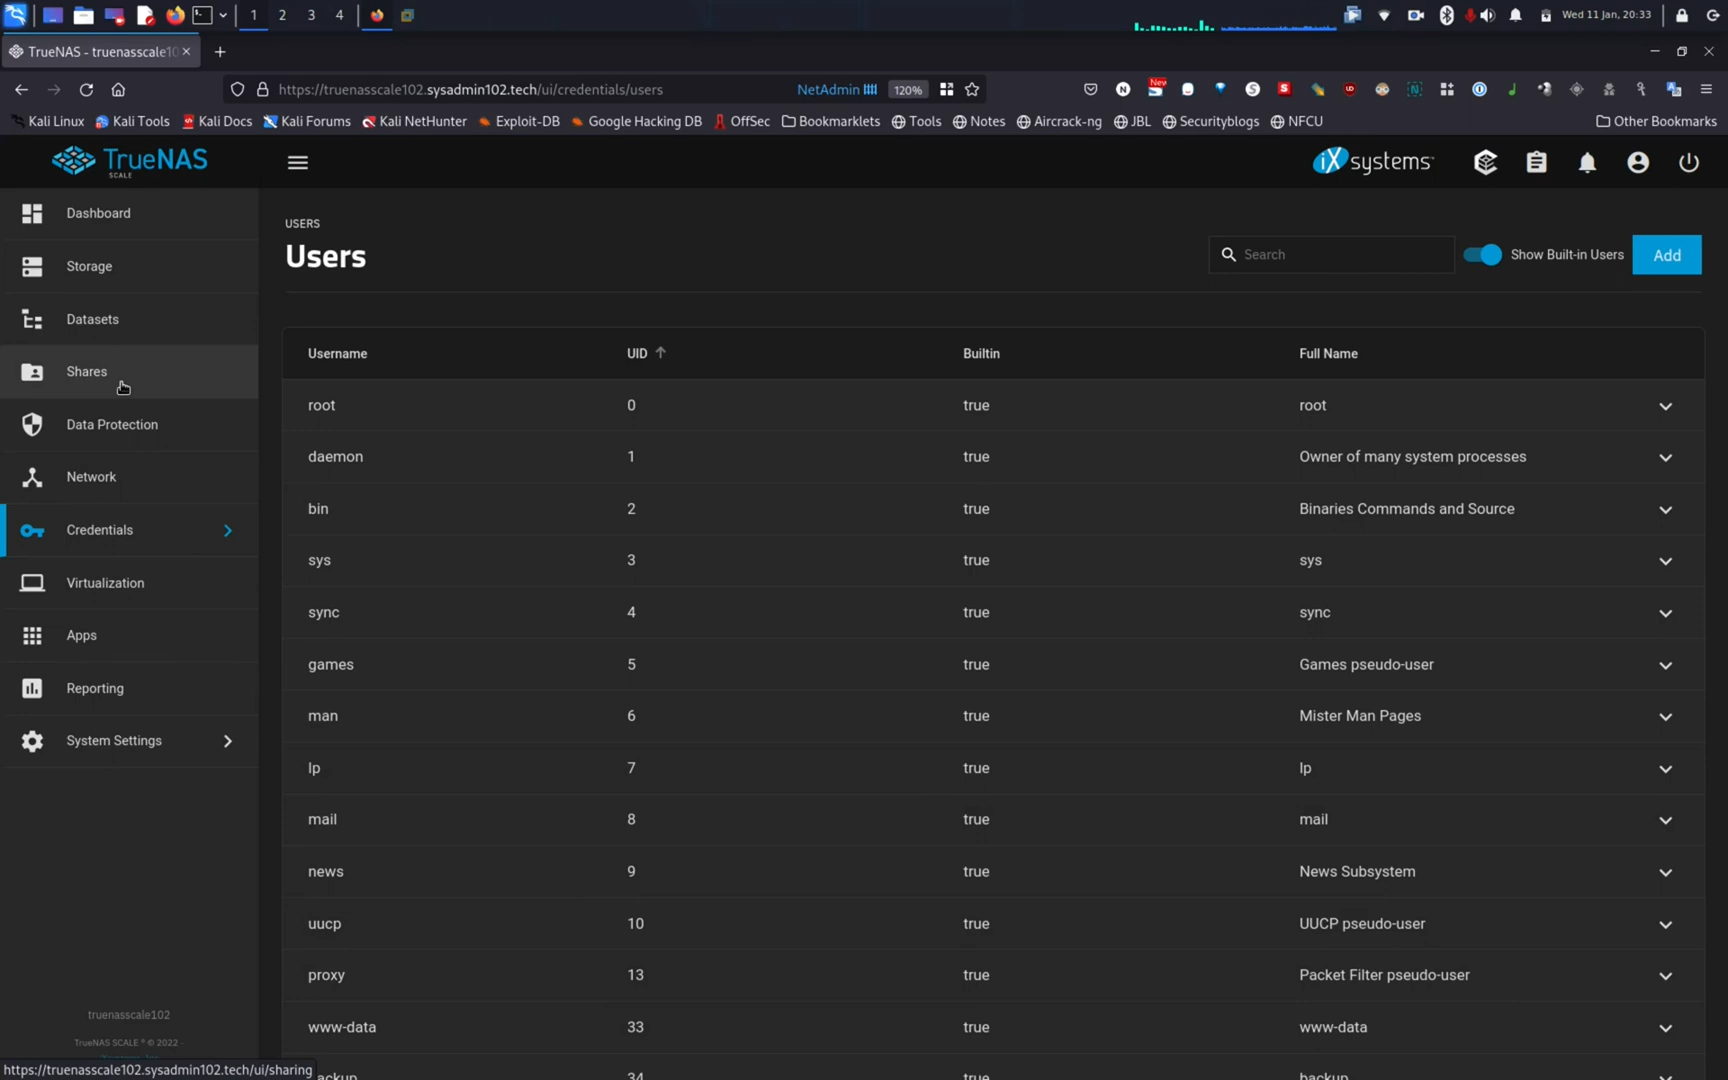 1 2 3 4
Wed 11 Jan, 20:33
TrueNAS - truenasscale10
https://truenasscale102.sysadmin102.tech/ui/credentials/users
NetAdmin
120%
New
Kali Linux Kali Tools Kali Docs Kali Forums Kali NetHunter Exploit-DB Google Hacking DB OffSec Bookmarklets Tools Notes Aircrack-ng JBL Securityblogs NFCU Other Bookmarks
TrueNAS
SCALE
iXsystems
Dashboard
Storage
Datasets
Shares
Data Protection
Network
Credentials
Virtualization
Apps
Reporting
System Settings
truenasscale102
TrueNAS SCALE ® © 2022 -
https://truenasscale102.sysadmin102.tech/ui/sharing
USERS
Users
Search
Show Built-in Users
Add
Username UID Builtin Full Name
root 0 true root
daemon 1 true Owner of many system processes
bin 2 true Binaries Commands and Source
sys 3 true sys
sync 4 true sync
games 5 true Games pseudo-user
man 6 true Mister Man Pages
lp 7 true lp
mail 8 true mail
news 9 true News Subsystem
uucp 10 true UUCP pseudo-user
proxy 13 true Packet Filter pseudo-user
www-data 33 true www-data
backup 34 true backup